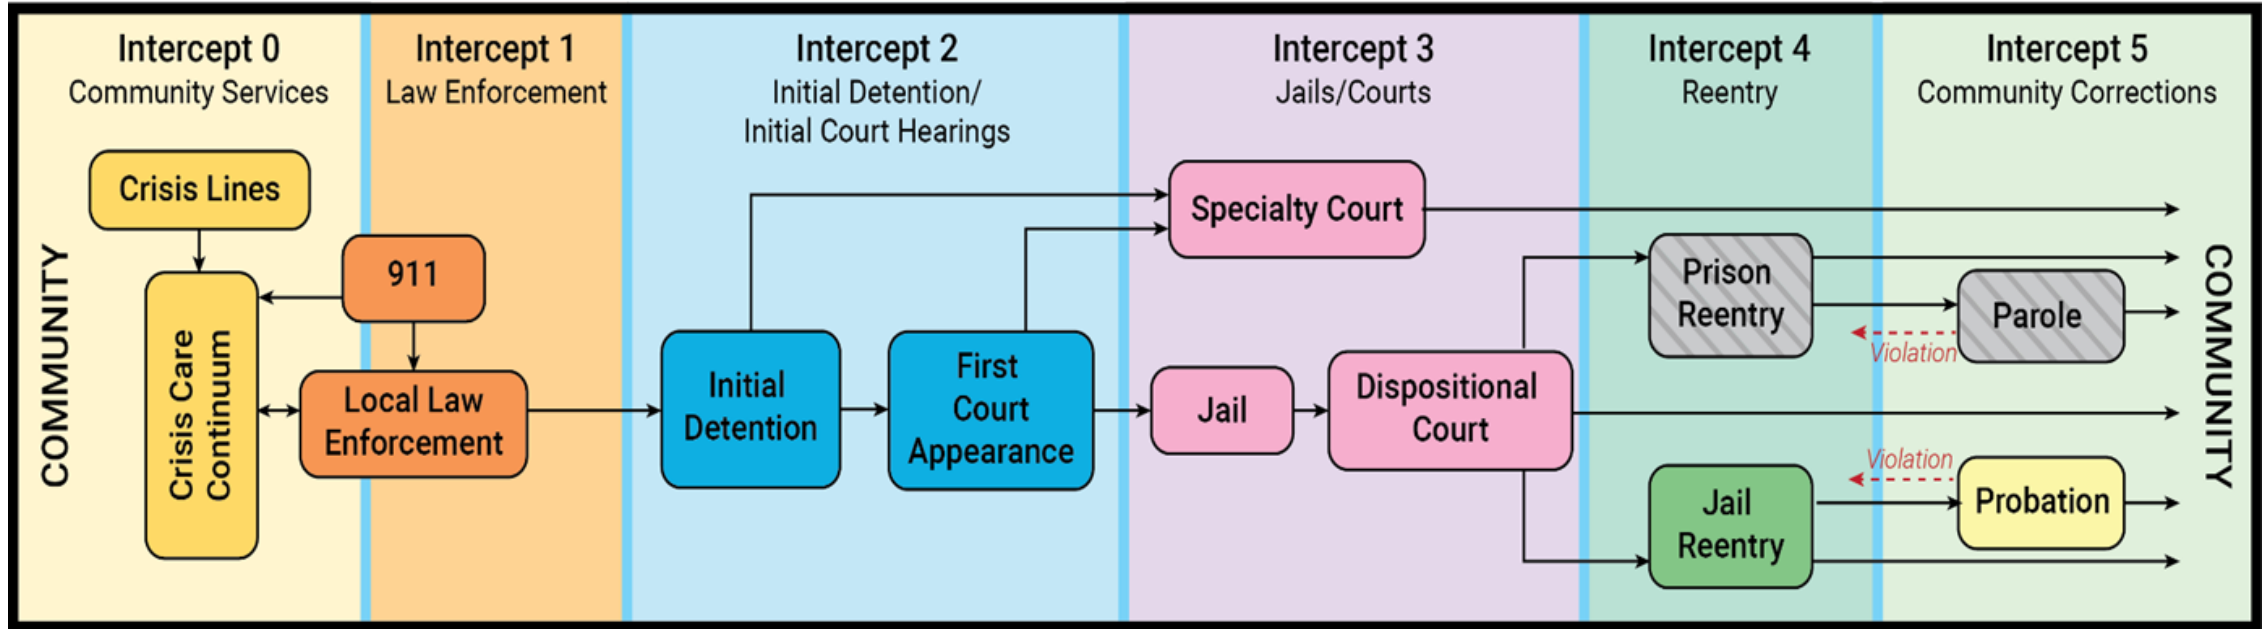 Intercept 0
Community Services
Intercept 1
Law Enforcement
Intercept 2
Initial Detention/
Initial Court Hearings
Intercept 3
Jails/Courts
Intercept 4
Reentry
Intercept 5
Community Corrections
COMMUNITY
Crisis Lines
Crisis Care
Continuum
911
Local Law
Enforcement
Initial
Detention
First
Court
Appearance
Specialty Court
Jail
Dispositional
Court
Prison
Reentry
Jail
Reentry
Parole
Violation
Violation
Probation
COMMUNITY